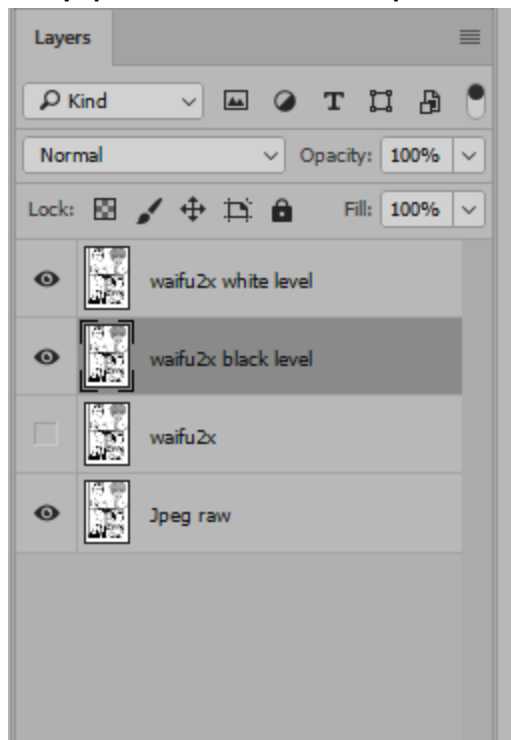 Layers
Kind
Normal Opacity: 100%
Lock: Fill: 100%
waifu2x white level
waifu2x black level
waifu2x
Jpeg raw